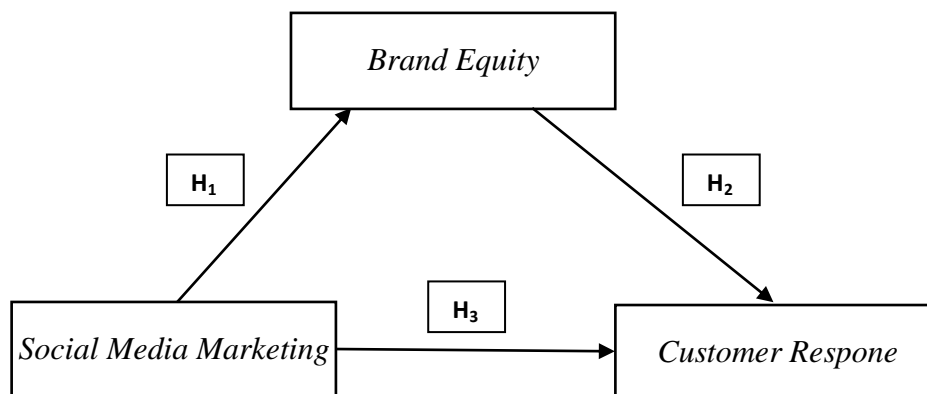 Brand Equity
H₁
H₂
H₃
Social Media Marketing
Customer Respone